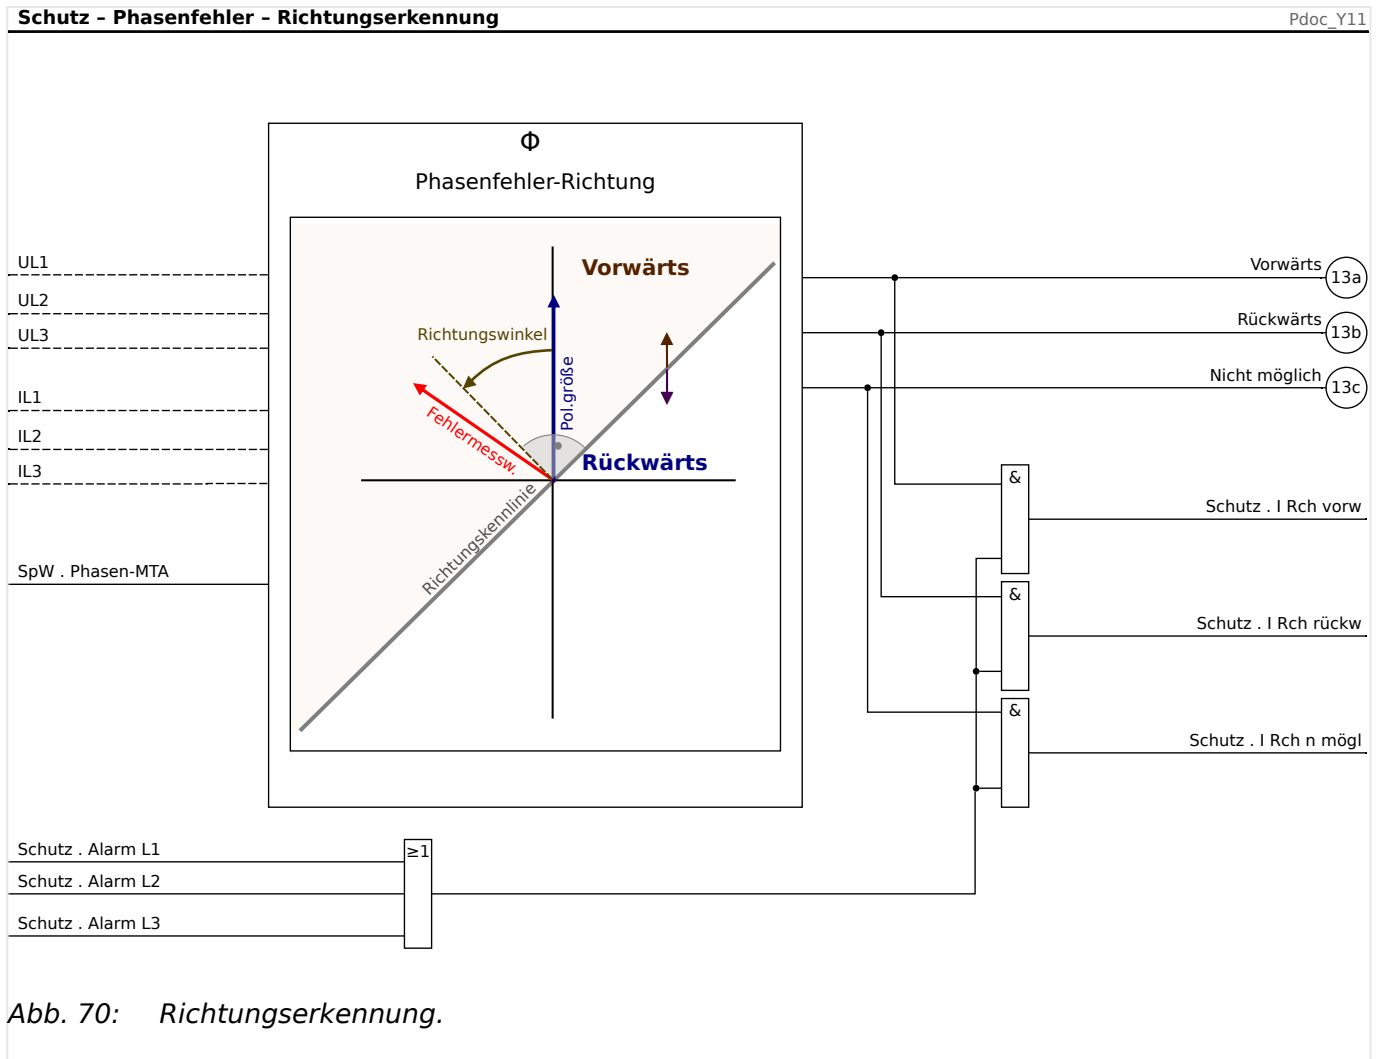 Schutz – Phasenfehler – Richtungserkennung
Pdoc_Y11
Φ
Phasenfehler-Richtung
UL1
UL2
UL3
IL1
IL2
IL3
SpW . Phasen-MTA
Vorwärts
Richtungswinkel
Pol.größe
Fehlermessw.
Rückwärts
Richtungskennlinie
Vorwärts
13a
Rückwärts
13b
Nicht möglich
13c
&
Schutz . I Rch vorw
&
Schutz . I Rch rückw
&
Schutz . I Rch n mögl
Schutz . Alarm L1
≥1
Schutz . Alarm L2
Schutz . Alarm L3
Abb. 70: Richtungserkennung.